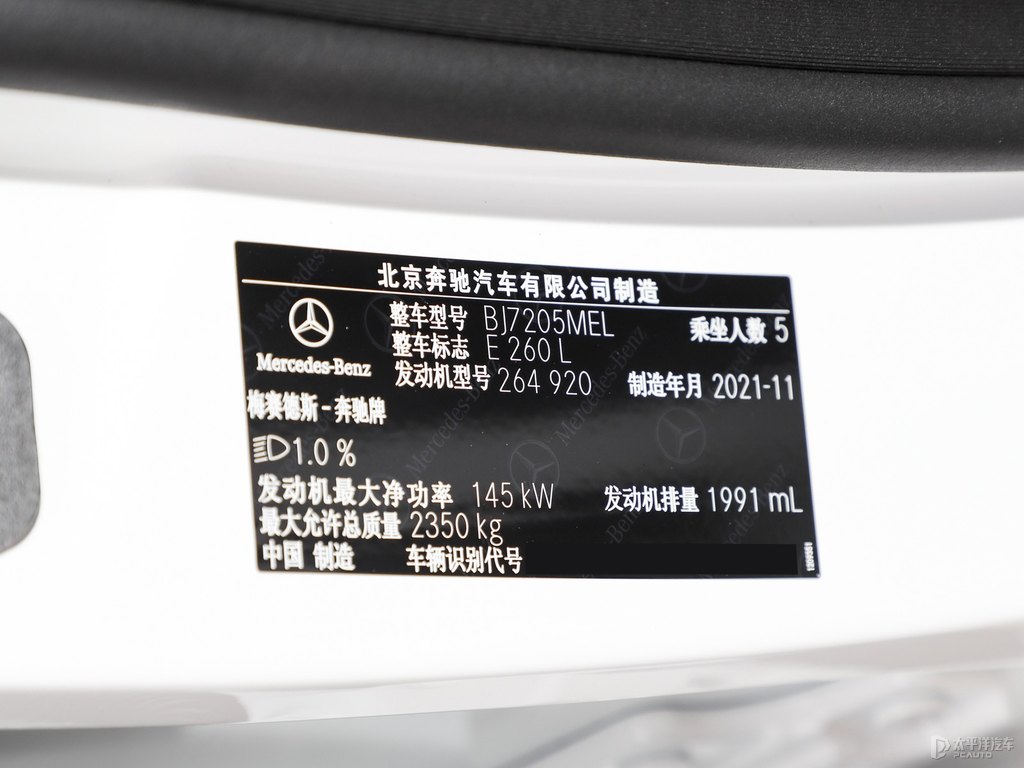 北京奔驰汽车有限公司制造
Mercedes-Benz
整车型号 BJ7205MEL 乘坐人数 5
整车标志 E 260 L
发动机型号 264 920 制造年月 2021-11
梅赛德斯-奔驰牌
1.0 %
发动机最大净功率 145 kW 发动机排量 1991 mL
最大允许总质量 2350 kg
中国 制造 车辆识别代号
太平洋汽车
PCAUTO